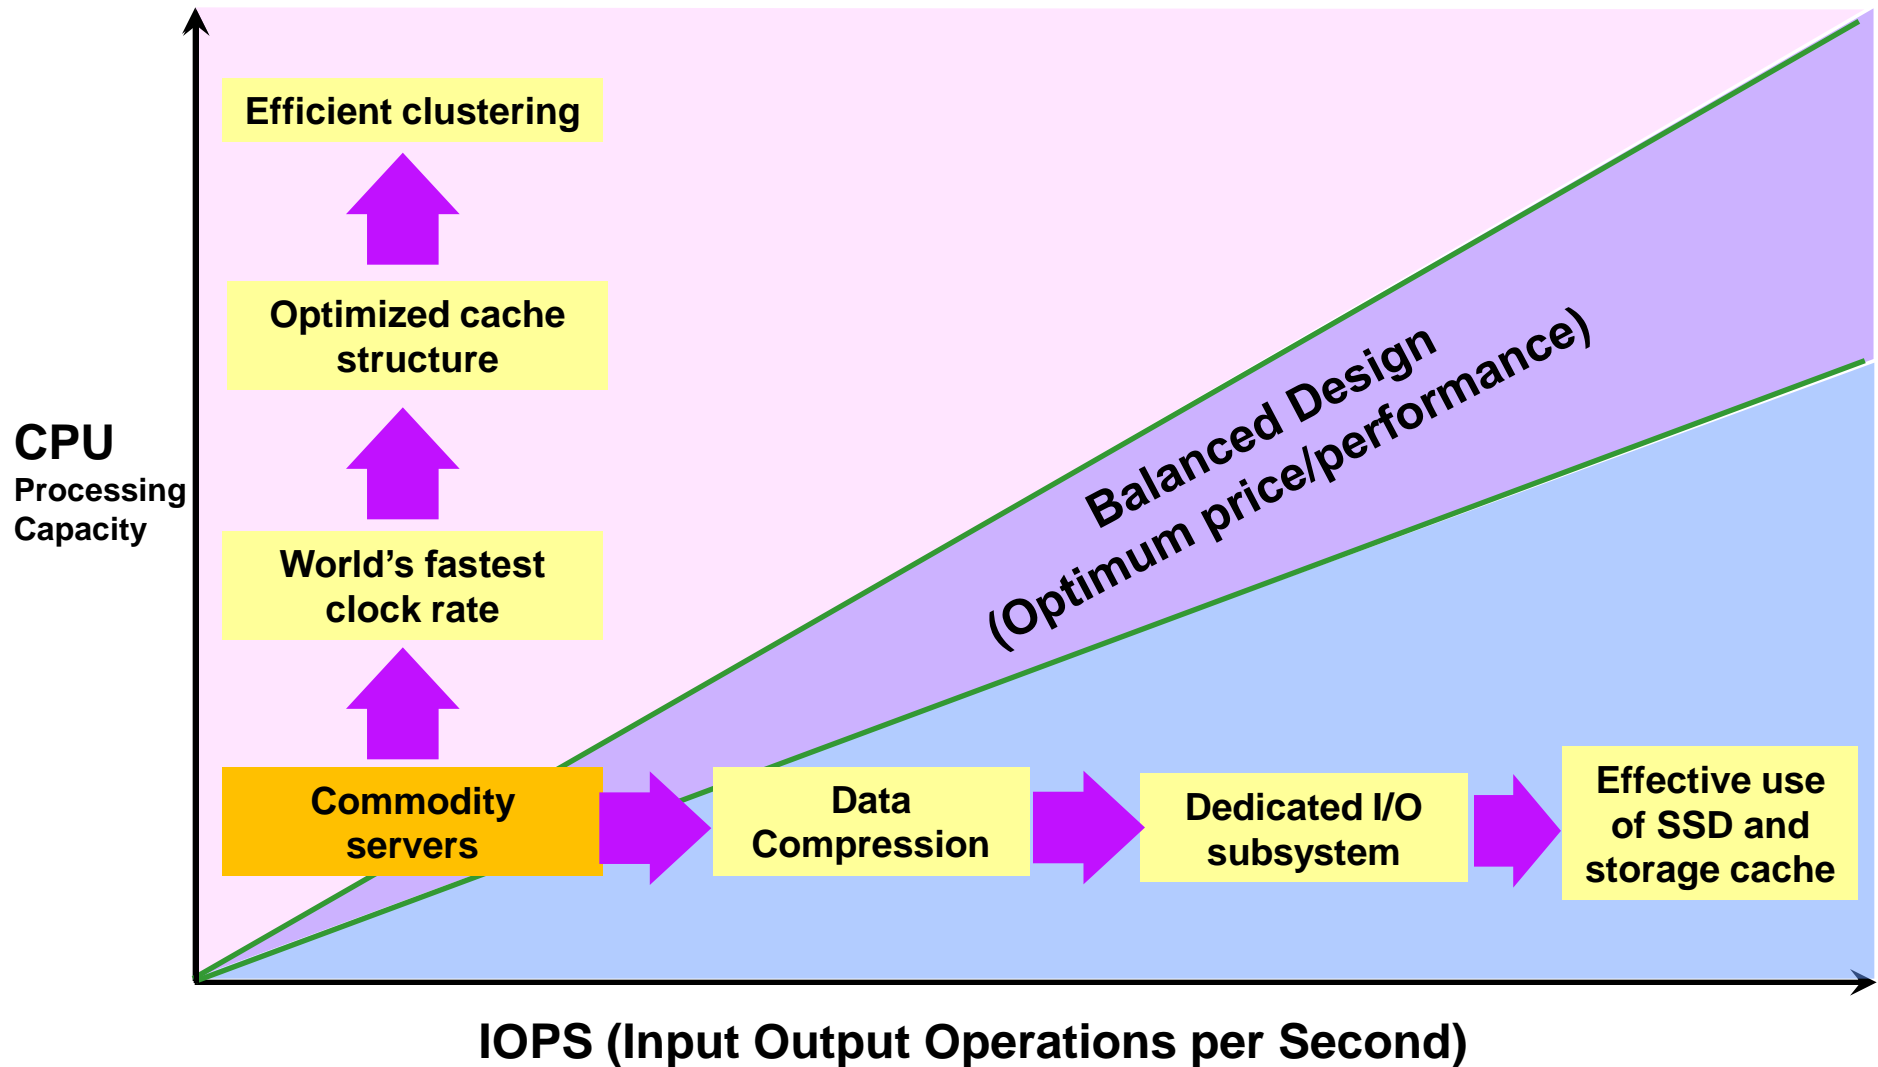 Efficient clustering
Optimized cache
structure
CPU
Processing
Capacity
World’s fastest
clock rate
Balanced Design
(Optimum price/performance)
Commodity
servers
Data
Compression
Dedicated I/O
subsystem
Effective use
of SSD and
storage cache
IOPS (Input Output Operations per Second)